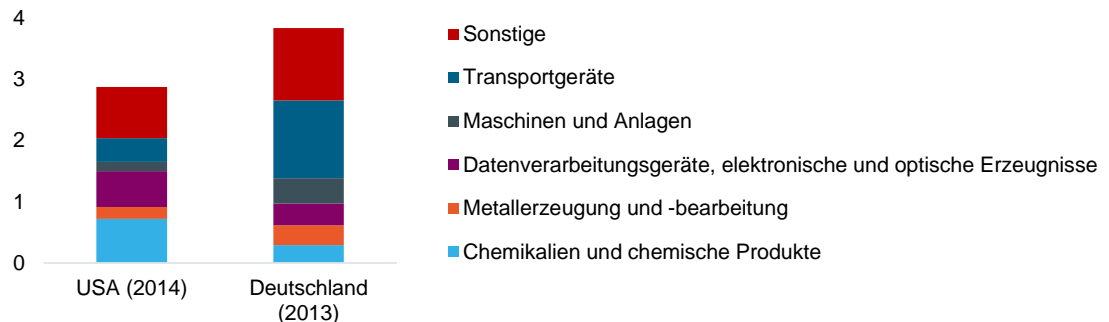 4
3
2
1
0
USA (2014)
Deutschland
(2013)
Sonstige
Transportgeräte
Maschinen und Anlagen
Datenverarbeitungsgeräte, elektronische und optische Erzeugnisse
Metallerzeugung und -bearbeitung
Chemikalien und chemische Produkte